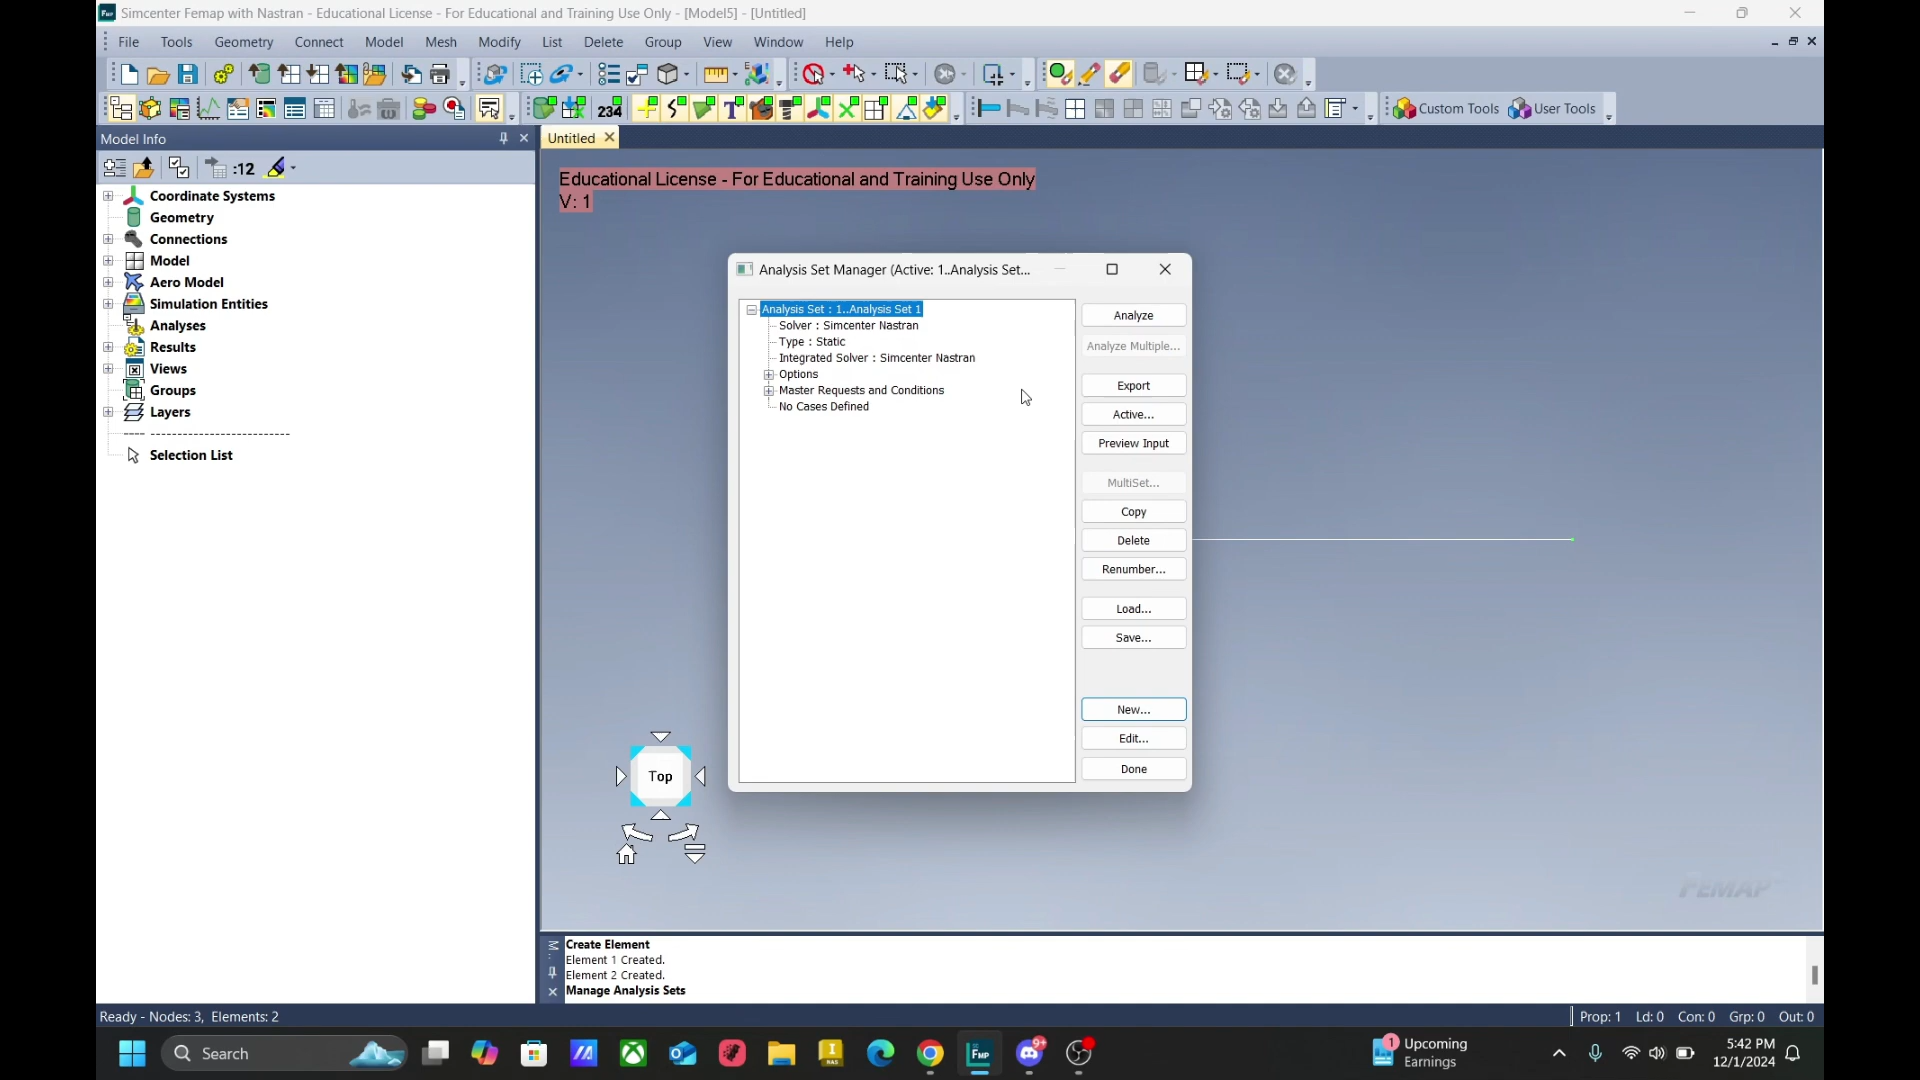 Simcenter Femap with Nastran - Educational License - For Educational and Training Use Only - [Model5] - [Untitled]
File Tools Geometry Connect Model Mesh Modify List Delete Group View Window Help
234 Custom Tools User Tools
Model Info
Untitled
:12
Educational License - For Educational and Training Use Only
V: 1
Coordinate Systems
Geometry
Connections
Model
Aero Model
Simulation Entities
Analyses
Results
Views
Groups
Layers
Selection List
Analysis Set Manager (Active: 1..Analysis Set...
Analysis Set : 1..Analysis Set 1
Solver : Simcenter Nastran
Type : Static
Integrated Solver : Simcenter Nastran
Options
Master Requests and Conditions
No Cases Defined
Analyze
Analyze Multiple...
Export
Active...
Preview Input
MultiSet...
Copy
Delete
Renumber...
Load...
Save...
New...
Edit...
Done
Top
FEMAP
Create Element
Element 1 Created.
Element 2 Created.
Manage Analysis Sets
Ready - Nodes: 3, Elements: 2
Prop: 1 Ld: 0 Con: 0 Grp: 0 Out: 0
Search
FMP
1
Upcoming
Earnings
5:42 PM
12/1/2024